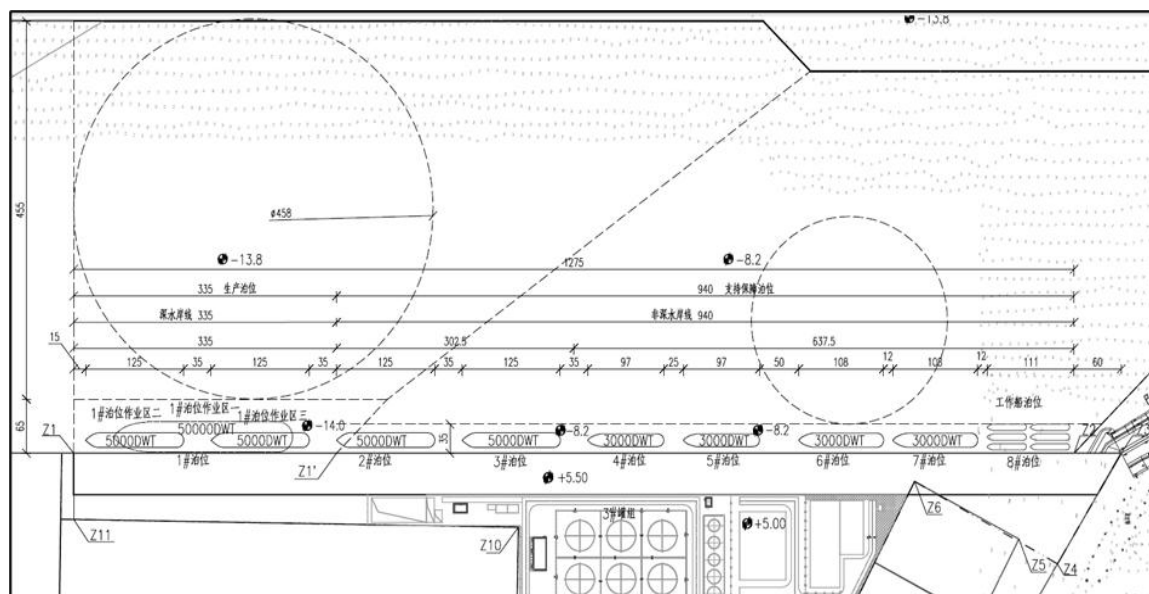 -13.8
455
ø458
-13.8
-8.2
1275
335 生产泊位
940 支持保障泊位
深水岸线 335
非深水岸线 940
15
335
302.5
637.5
125
35
125
35
125
35
125
35
97
25
97
50
108
12
108
12
111
60
65
1#泊位作业区二
1#泊位作业区一
1#泊位作业区三
50000DWT
-14.0
工作船泊位
Z1
5000DWT
5000DWT
5000DWT
35
5000DWT
-8.2
3000DWT
3000DWT
-8.2
3000DWT
3000DWT
Z2
1#泊位
Z1'
2#泊位
3#泊位
4#泊位
5#泊位
6#泊位
7#泊位
8#泊位
+5.50
Z6
Z11
Z10
3#罐组
+5.00
Z5
Z4